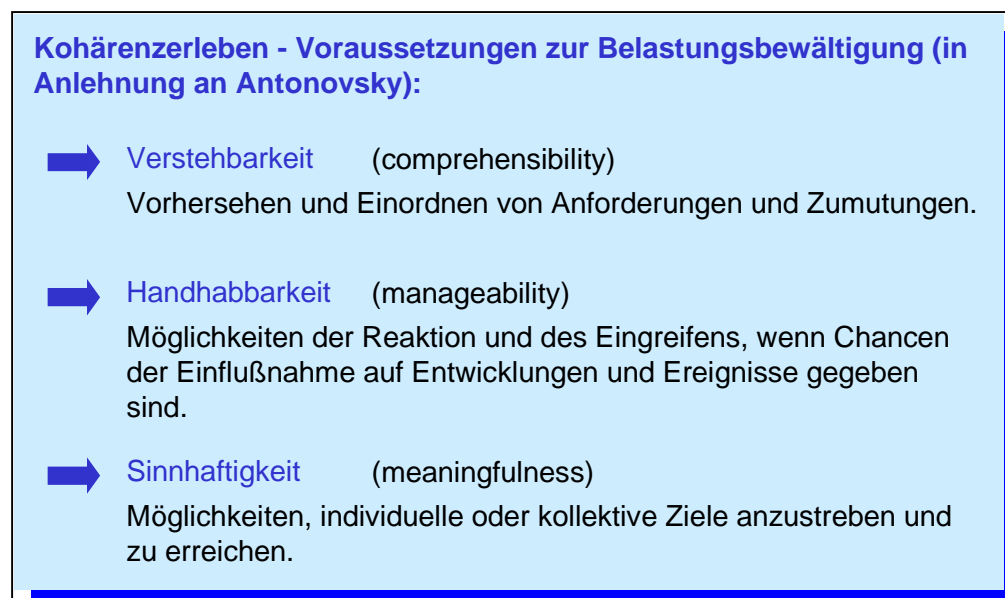 Kohärenzerleben - Voraussetzungen zur Belastungsbewältigung (in
Anlehnung an Antonovsky):
Verstehbarkeit (comprehensibility)
Vorhersehen und Einordnen von Anforderungen und Zumutungen.
Handhabbarkeit (manageability)
Möglichkeiten der Reaktion und des Eingreifens, wenn Chancen
der Einflußnahme auf Entwicklungen und Ereignisse gegeben
sind.
Sinnhaftigkeit (meaningfulness)
Möglichkeiten, individuelle oder kollektive Ziele anzustreben und
zu erreichen.